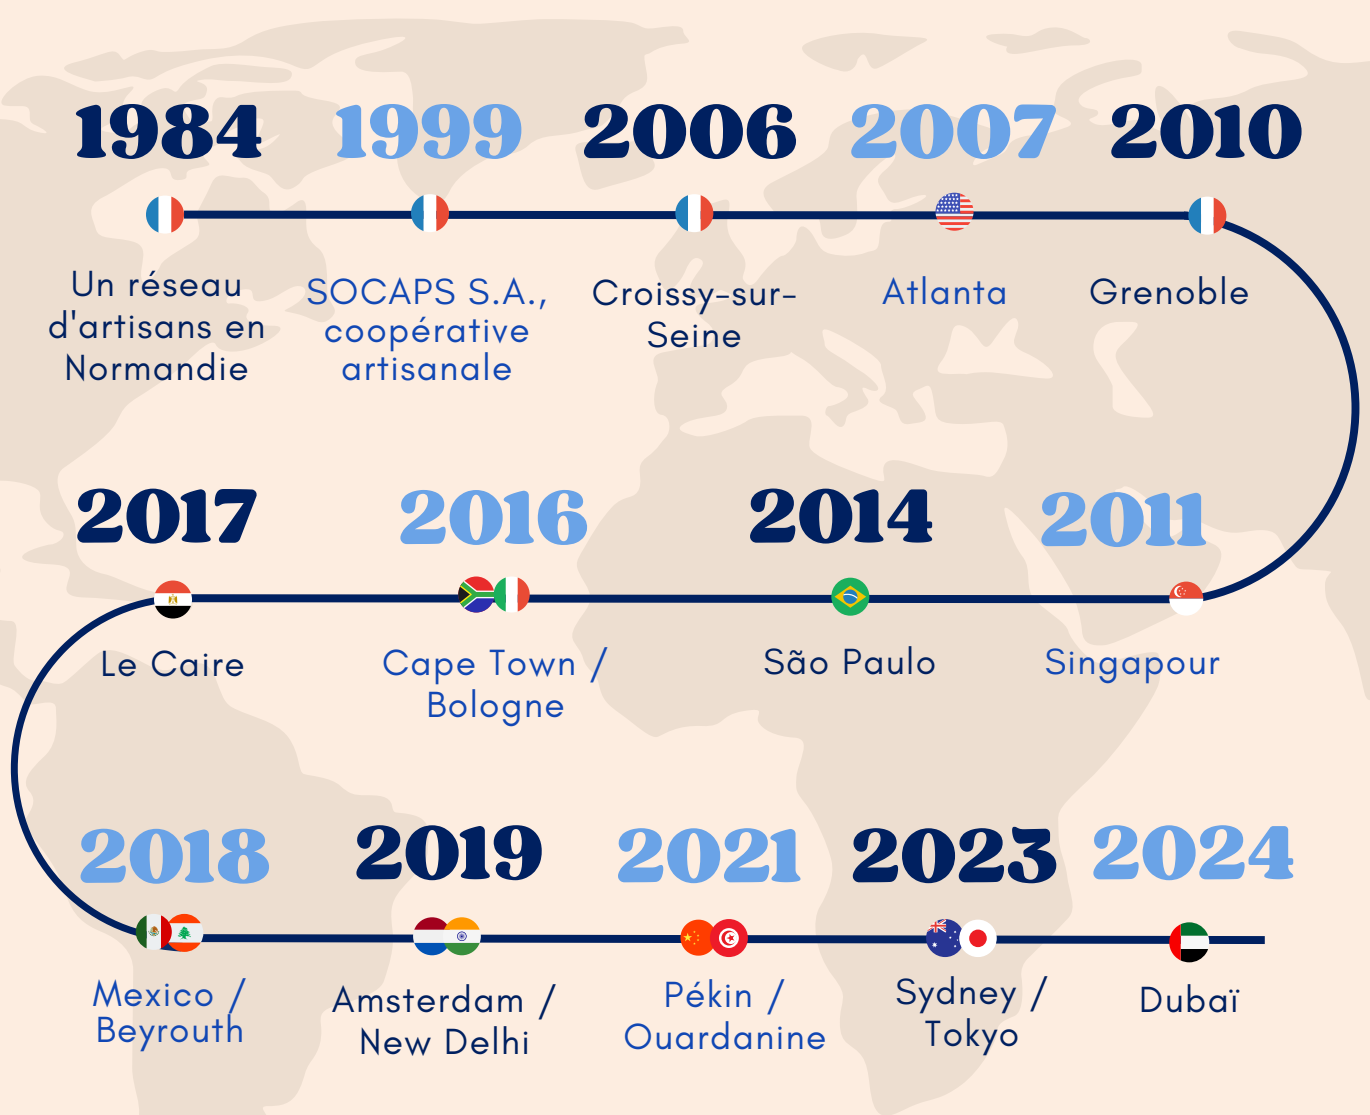 1984
1999
2006
2007
2010
Un réseau
d'artisans en
Normandie
SOCAPS S.A.,
coopérative
artisanale
Croissy-sur-
Seine
Atlanta
Grenoble
2017
2016
2014
2011
Le Caire
Cape Town /
Bologne
São Paulo
Singapour
2018
2019
2021
2023
2024
Mexico /
Beyrouth
Amsterdam /
New Delhi
Pékin /
Ouardanine
Sydney /
Tokyo
Dubaï